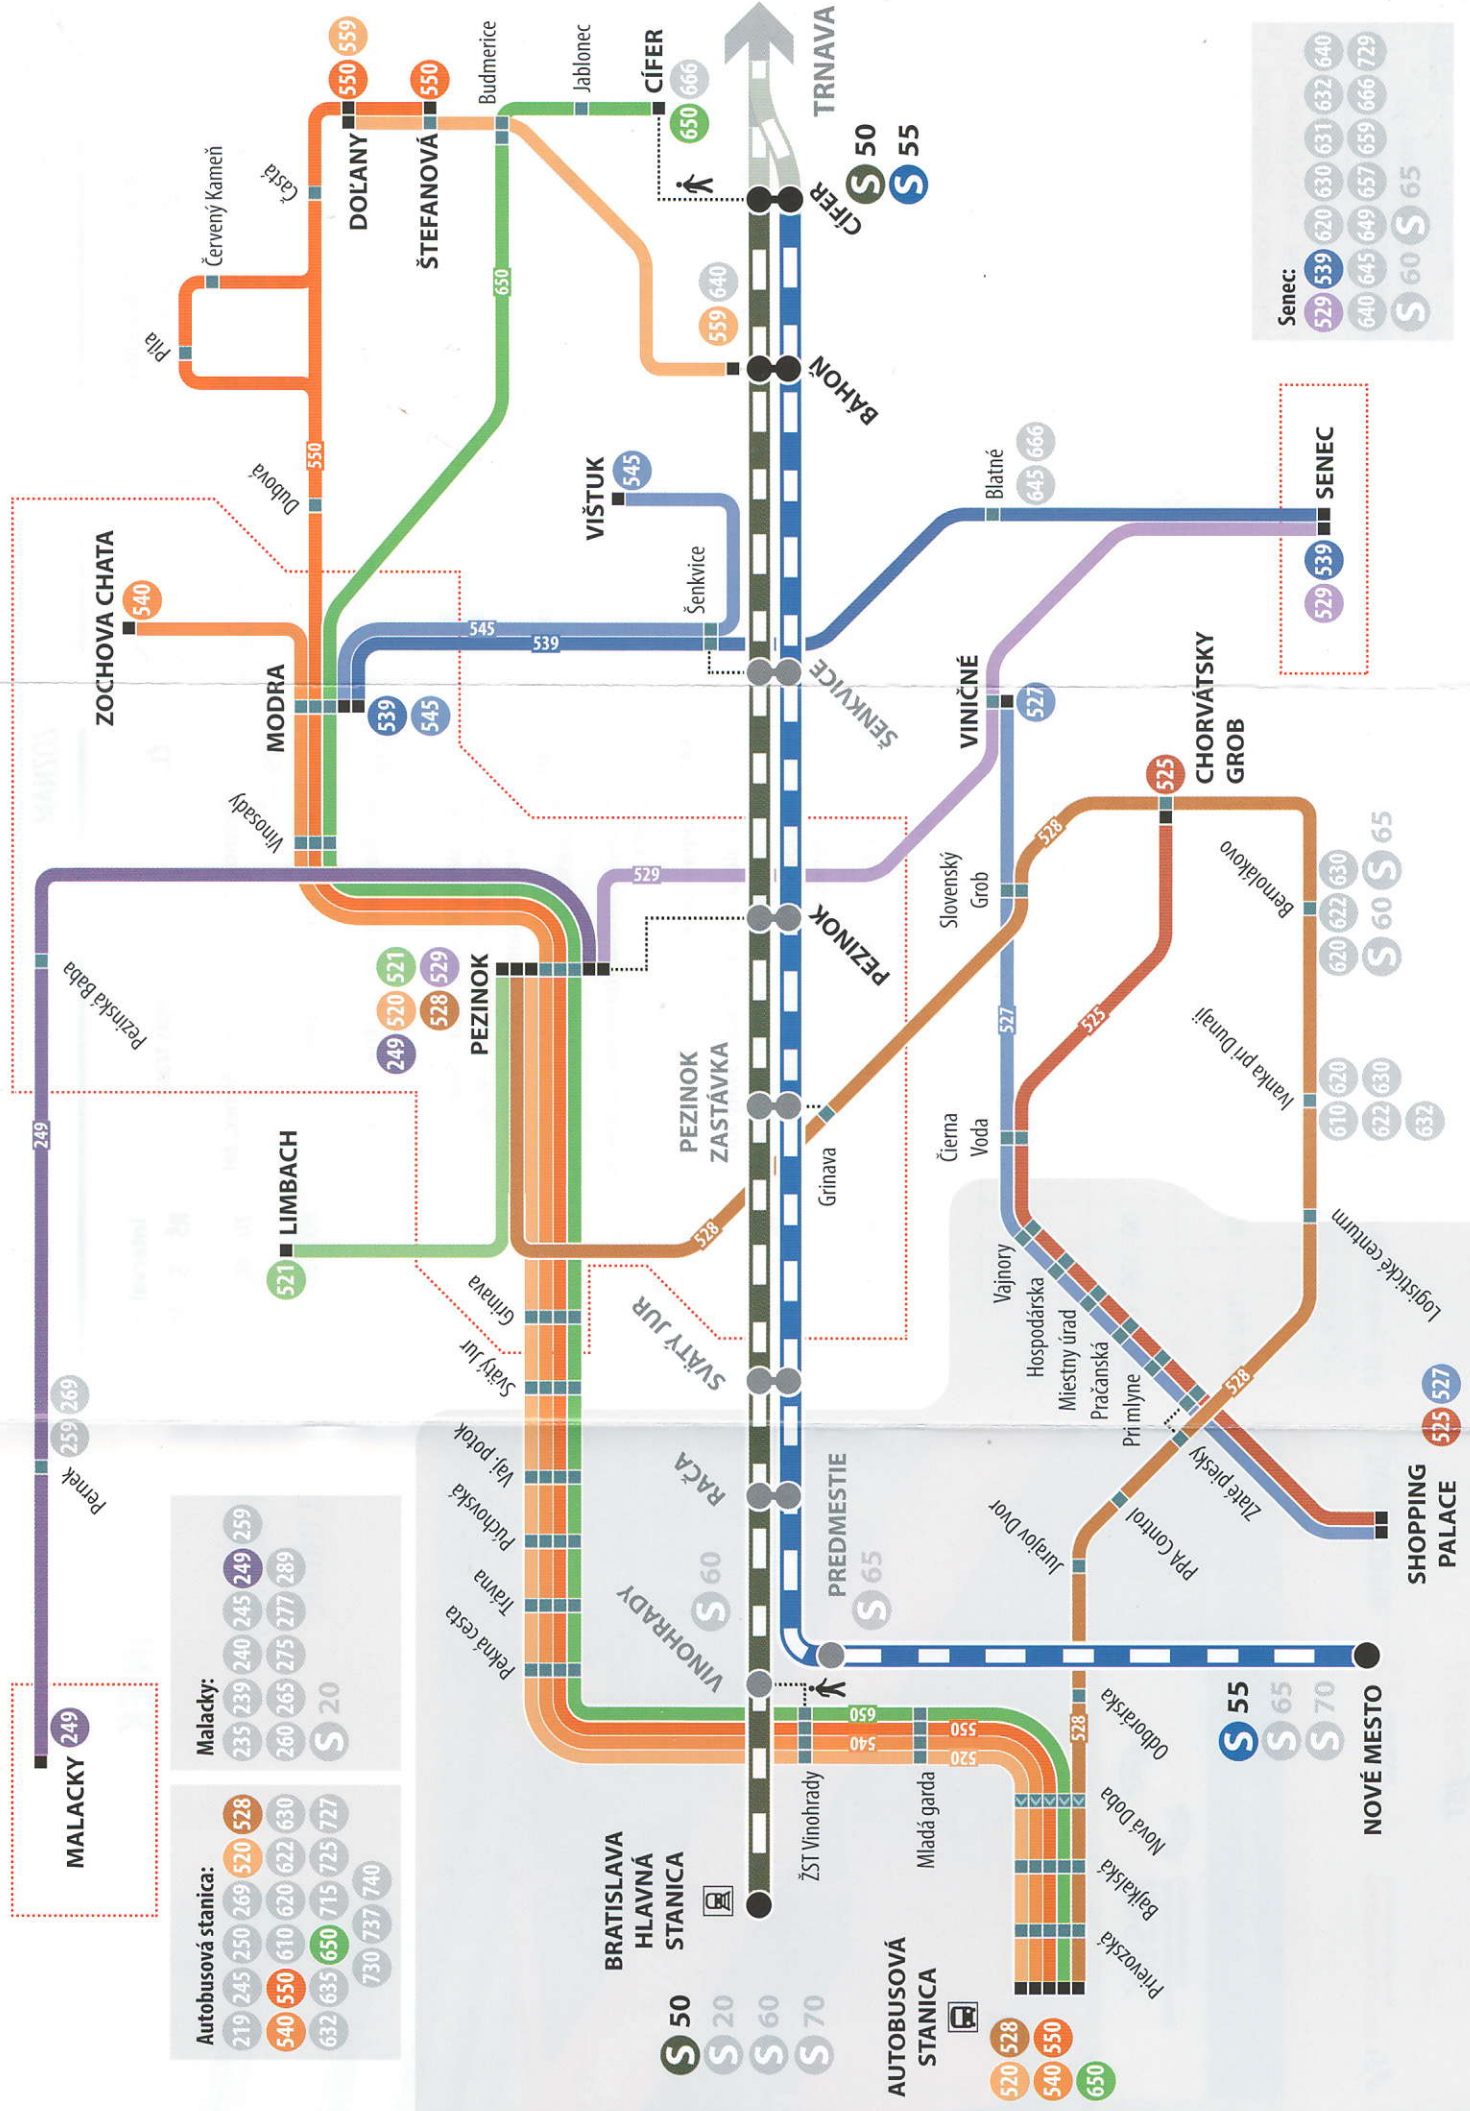 MALACKY
249
Pernek
259 269
249
Pezinská Baba
Autobusová stanica:
219 245 250 269 520 528
540 550 610 620 622 630
632 635 650 715 725 727
730 737 740
Malacky:
235 239 240 245 249 259
260 265 275 277 289
S 20
ZOCHOVA CHATA
540
Píla
Červený Kameň
Častá
Dubová
550
DOĽANY
550 559
ŠTEFANOVÁ
550
Budmerice
Jablonec
CÍFER
650 666
Vinosady
MODRA
539
545
LIMBACH
521
249 520 521
528 529
PEZINOK
650
545
539
VIŠTUK
545
Šenkvice
529
Pekná cesta
Trávna
Púchovská
Vaj. potok
Svätý Jur
Grinava
528
BRATISLAVA
HLAVNÁ
STANICA
S 50
S 20
S 60
S 70
VINOHRADY
S 60
RAČA
SVÄTÝ JUR
PEZINOK
ZASTÁVKA
PEZINOK
ŠENKVICE
BÁHOŇ
559 640
CÍFER
S 50
S 55
TRNAVA
PREDMESTIE
S 65
ŽST Vinohrady
650
540
550
520
Mladá garda
Grinava
AUTOBUSOVÁ
STANICA
520 528
540 550
650
Prievozská
Bajkalská
Nová Doba
528
Odborárska
Jurajov Dvor
PPA Control
Zlaté piesky
528
Logistické centurm
Vajnory
Hospodárska
Miestny úrad
Pračanská
Pri mlyne
Čierna
Voda
527
525
Slovenský
Grob
528
VINIČNÉ
527
Blatné
645 666
CHORVÁTSKY
GROB
525
Ivanka pri Dunaji
610 620
622 630
632
Bernolákovo
620 622 630
S 60 S 65
SENEC
529 539
Senec:
529 539 620 630 631 632 640
640 645 649 657 659 666 729
S 60 S 65
NOVÉ MESTO
S 55
S 65
S 70
SHOPPING
PALACE
525 527